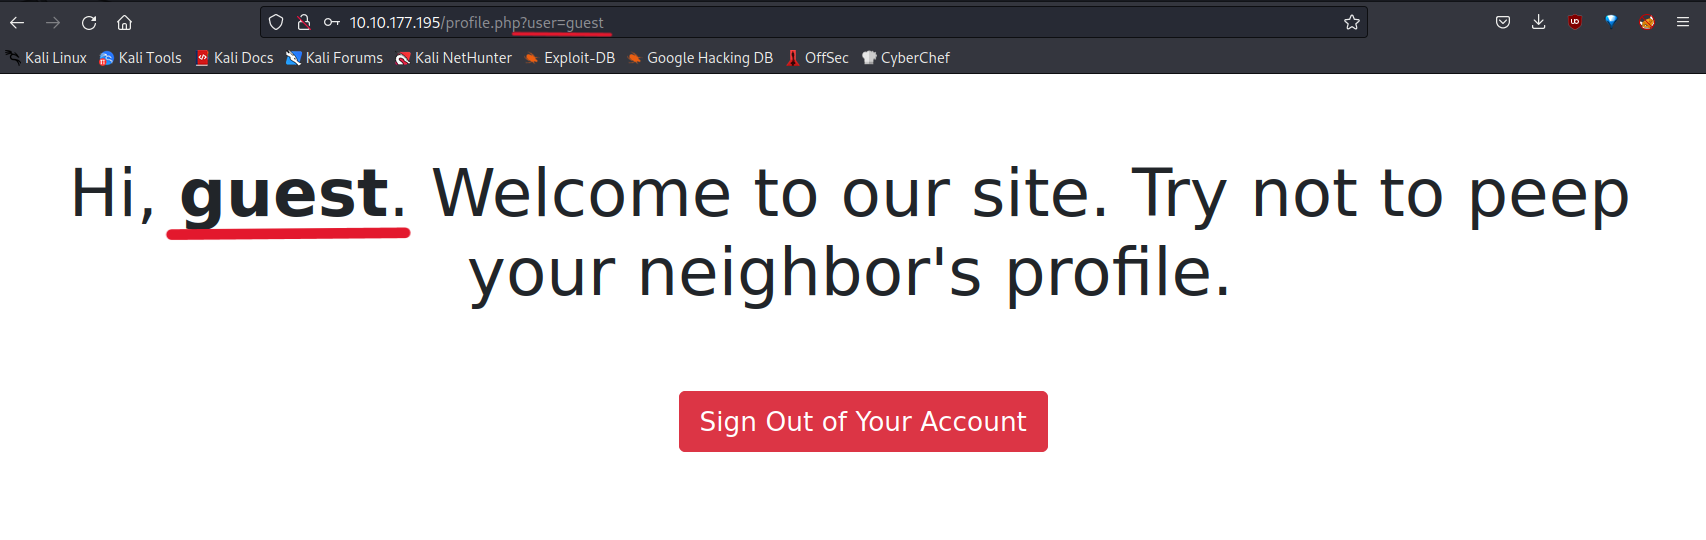 10.10.177.195/profile.php?user=guest
Kali Linux Kali Tools Kali Docs Kali Forums Kali NetHunter Exploit-DB Google Hacking DB OffSec CyberChef
Hi, guest. Welcome to our site. Try not to peep
your neighbor's profile.
Sign Out of Your Account